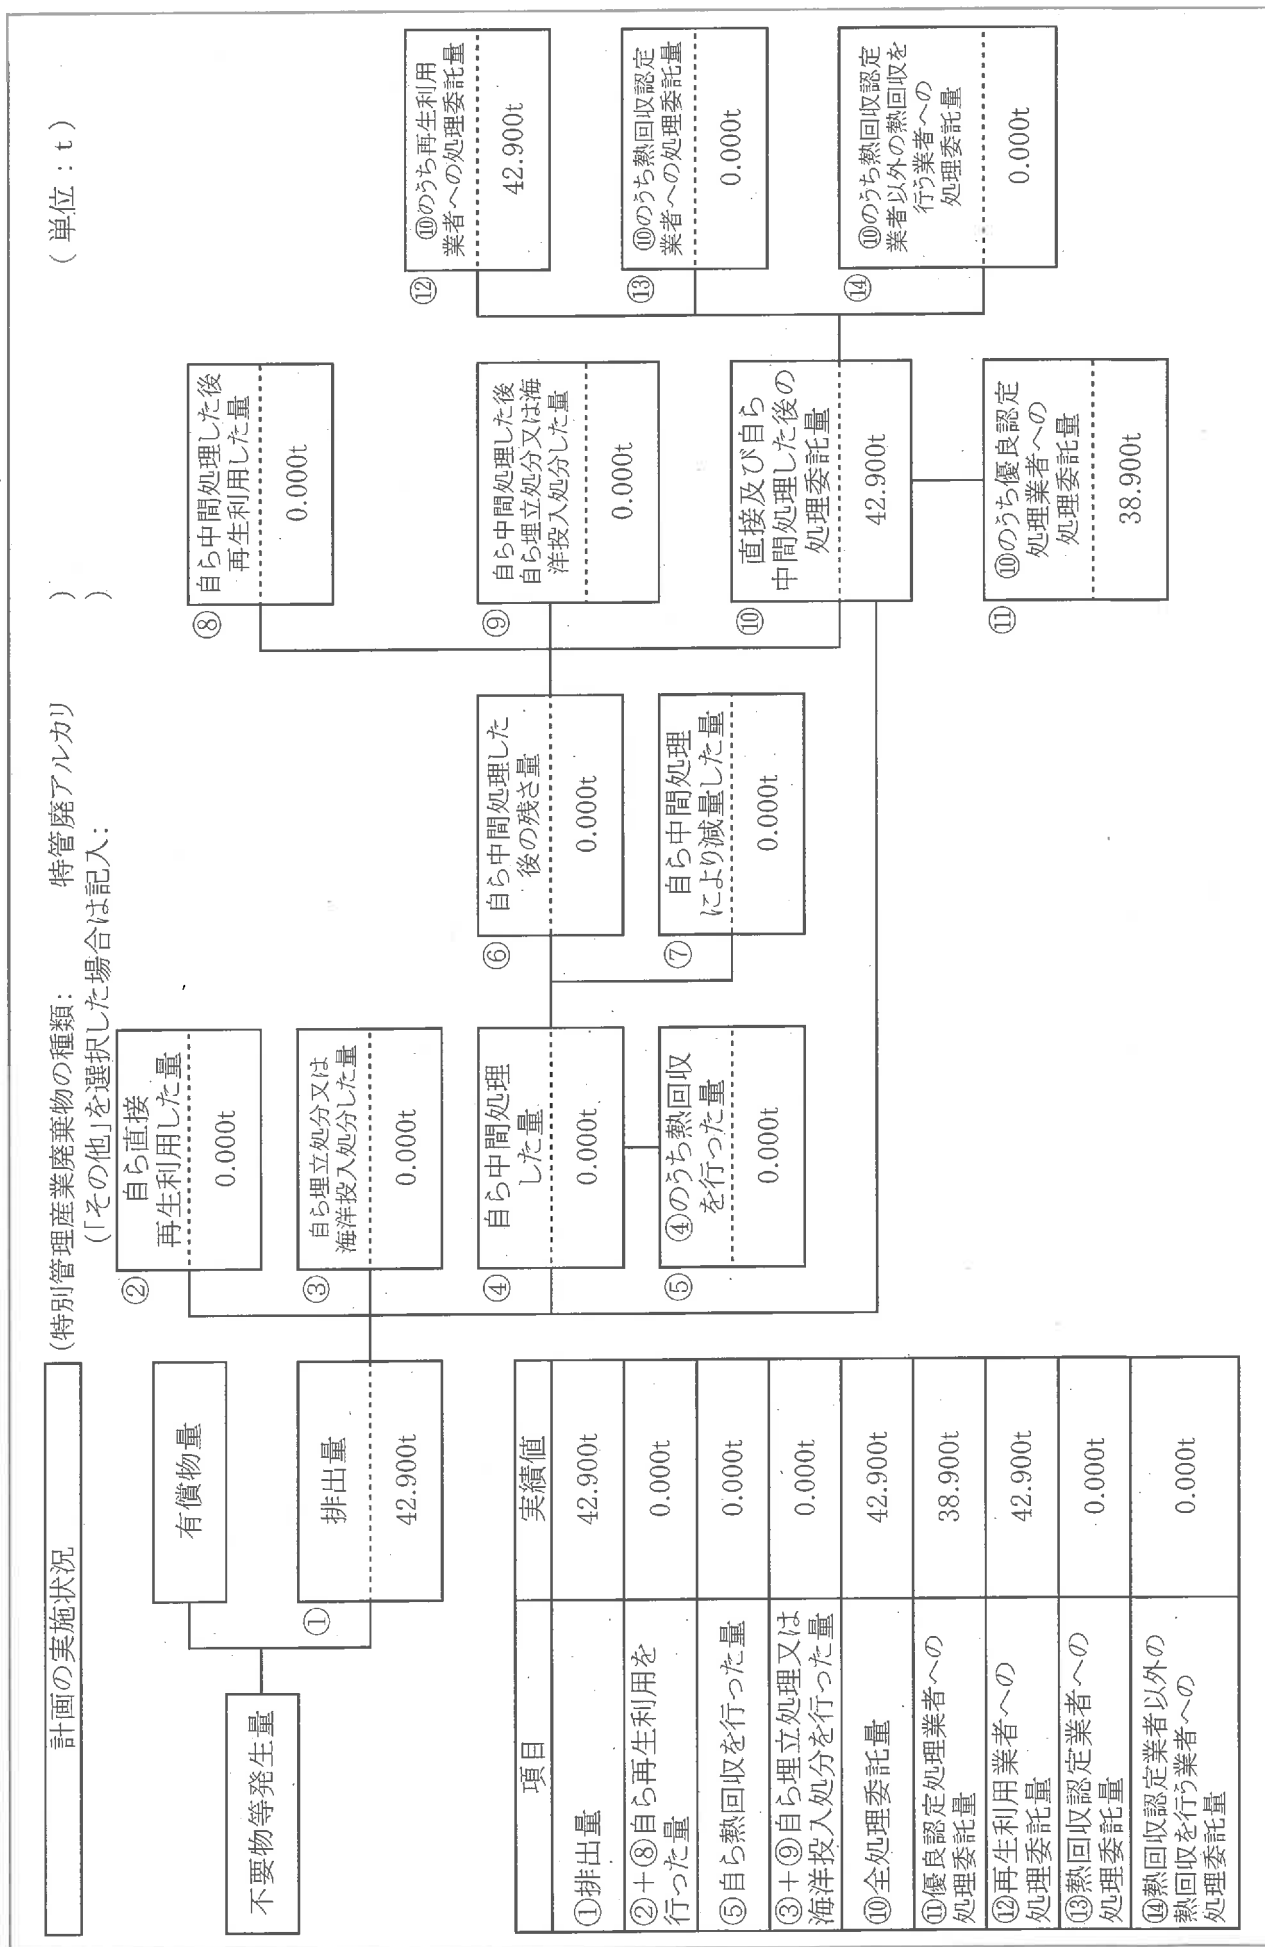 計画の実施状況
(特別管理産業廃棄物の種類: 特管廃アルカリ )
(「その他」を選択した場合は記入: )
(単位:t)
不要物等発生量
有償物量
①
排出量
42.900t
②
自ら直接
再生利用した量
0.000t
③
自ら埋立処分又は
海洋投入処分した量
0.000t
④
自ら中間処理
した量
0.000t
⑤
④のうち熱回収
を行った量
0.000t
⑥
自ら中間処理した
後の残さ量
0.000t
⑦
自ら中間処理
により減量した量
0.000t
⑧
自ら中間処理した後
再生利用した量
0.000t
⑨
自ら中間処理した後
自ら埋立処分又は海
洋投入処分した量
0.000t
⑩
直接及び自ら
中間処理した後の
処理委託量
42.900t
⑪
⑩のうち優良認定
処理業者への
処理委託量
38.900t
⑫
⑩のうち再生利用
業者への処理委託量
42.900t
⑬
⑩のうち熱回収認定
業者への処理委託量
0.000t
⑭
⑩のうち熱回収認定
業者以外の熱回収を
行う業者への
処理委託量
0.000t
項目 実績値
①排出量 42.900t
②+⑧自ら再生利用を
行った量 0.000t
⑤自ら熱回収を行った量 0.000t
③+⑨自ら埋立処理又は
海洋投入処分を行った量 0.000t
⑩全処理委託量 42.900t
⑪優良認定処理業者への
処理委託量 38.900t
⑫再生利用業者への
処理委託量 42.900t
⑬熱回収認定業者への
処理委託量 0.000t
⑭熱回収認定業者以外の
熱回収を行う業者への
処理委託量 0.000t